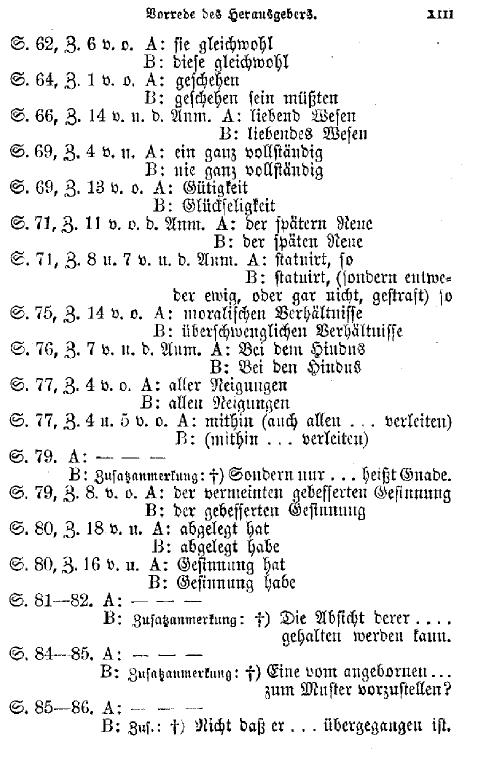 Vorrede des Herausgebers. XIII
S. 62, Z. 6 v. o. A: sie gleichwohl
B: diese gleichwohl
S. 64, Z. 1 v. o. A: geschehen
B: geschehen sein müßten
S. 66, Z. 14 v. u. d. Anm. A: liebend Wesen
B: liebendes Wesen
S. 69, Z. 4 v. u. A: ein ganz vollständig
B: nie ganz vollständig
S. 69, Z. 13 v. o. A: Gütigkeit
B: Glückseligkeit
S. 71, Z. 11 v. o. d. Anm. A: der spätern Reue
B: der späten Reue
S. 71, Z. 8 u. 7 v. u. d. Anm. A: statuirt, so
B: statuirt, (sondern entwe-
der ewig, oder gar nicht, gestraft) so
S. 75, Z. 14 v. o. A: moralischen Verhältnisse
B: überschwenglichen Verhältnisse
S. 76, Z. 7 v. u. d. Anm. A: Bei dem Hindus
B: Bei den Hindus
S. 77, Z. 4 v. o. A: aller Neigungen
B: allen Neigungen
S. 77, Z. 4 u. 5 v. o. A: mithin (auch allen ... verleiten)
B: (mithin ... verleiten)
S. 79. A: — — —
B: Zusatzanmerkung: †) Sondern nur ... heißt Gnade.
S. 79, Z. 8. v. o. A: der vermeinten gebesserten Gesinnung
B: der gebesserten Gesinnung
S. 80, Z. 18 v. u. A: abgelegt hat
B: abgelegt habe
S. 80, Z. 16 v. u. A: Gesinnung hat
B: Gesinnung habe
S. 81—82. A: — — —
B: Zusatzanmerkung: †) Die Absicht derer ....
gehalten werden kann.
S. 84—85. A: — — —
B: Zusatzanmerkung: †) Eine vom angebornen ...
zum Muster vorzustellen?
S. 85—86. A: — — —
B: Zus.: †) Nicht daß er ... übergegangen ist.